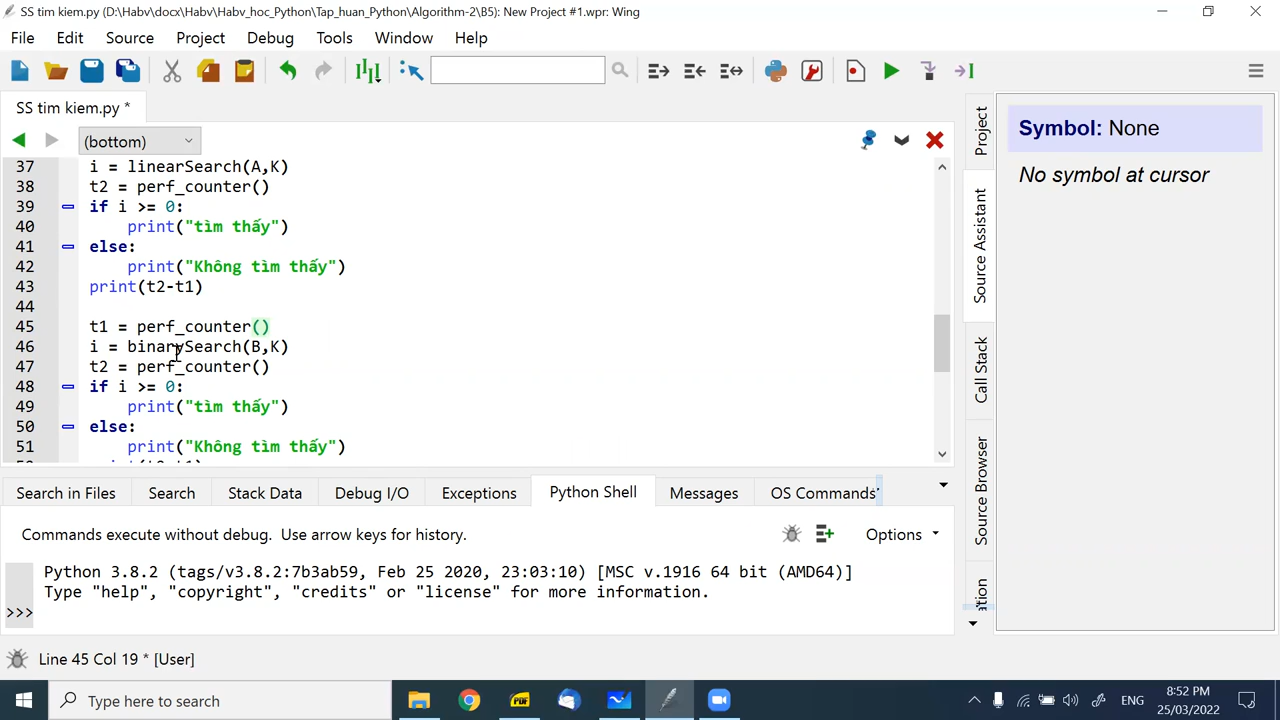 SS tim kiem.py (D:\Habv\docx\Habv\Habv_hoc_Python\Tap_huan_Python\Algorithm-2\B5): New Project #1.wpr: Wing
File Edit Source Project Debug Tools Window Help
SS tim kiem.py *
(bottom)
37 i = linearSearch(A,K)
38 t2 = perf_counter()
39 if i >= 0:
40 print("tìm thấy")
41 else:
42 print("Không tìm thấy")
43 print(t2-t1)
44
45 t1 = perf_counter()
46 i = binarySearch(B,K)
47 t2 = perf_counter()
48 if i >= 0:
49 print("tìm thấy")
50 else:
51 print("Không tìm thấy")
Project
Source Assistant
Call Stack
Source Browser
Symbol: None
No symbol at cursor
Search in Files Search Stack Data Debug I/O Exceptions Python Shell Messages OS Commands
Commands execute without debug. Use arrow keys for history.
Options
Python 3.8.2 (tags/v3.8.2:7b3ab59, Feb 25 2020, 23:03:10) [MSC v.1916 64 bit (AMD64)]
Type "help", "copyright", "credits" or "license" for more information.
>>>
Line 45 Col 19 * [User]
Type here to search
PDF
ENG
8:52 PM
25/03/2022